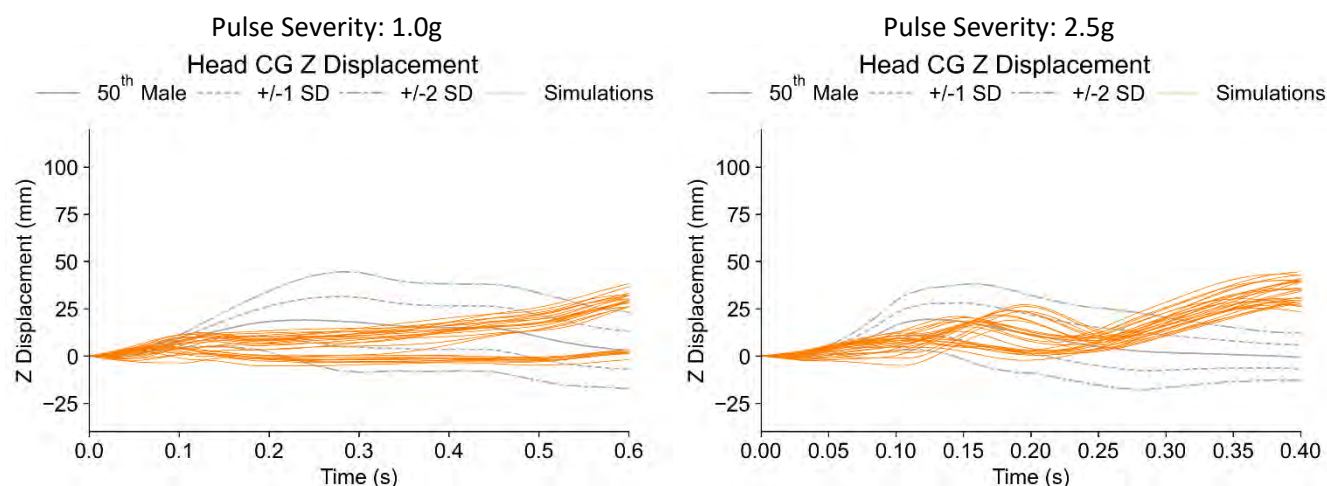 Pulse Severity: 1.0g
Head CG Z Displacement
50th Male +/-1 SD +/-2 SD Simulations
Z Displacement (mm)
100
75
50
25
0
−25
0.0 0.1 0.2 0.3 0.4 0.5 0.6
Time (s)
Pulse Severity: 2.5g
Head CG Z Displacement
50th Male +/-1 SD +/-2 SD Simulations
Z Displacement (mm)
100
75
50
25
0
−25
0.00 0.05 0.10 0.15 0.20 0.25 0.30 0.35 0.40
Time (s)